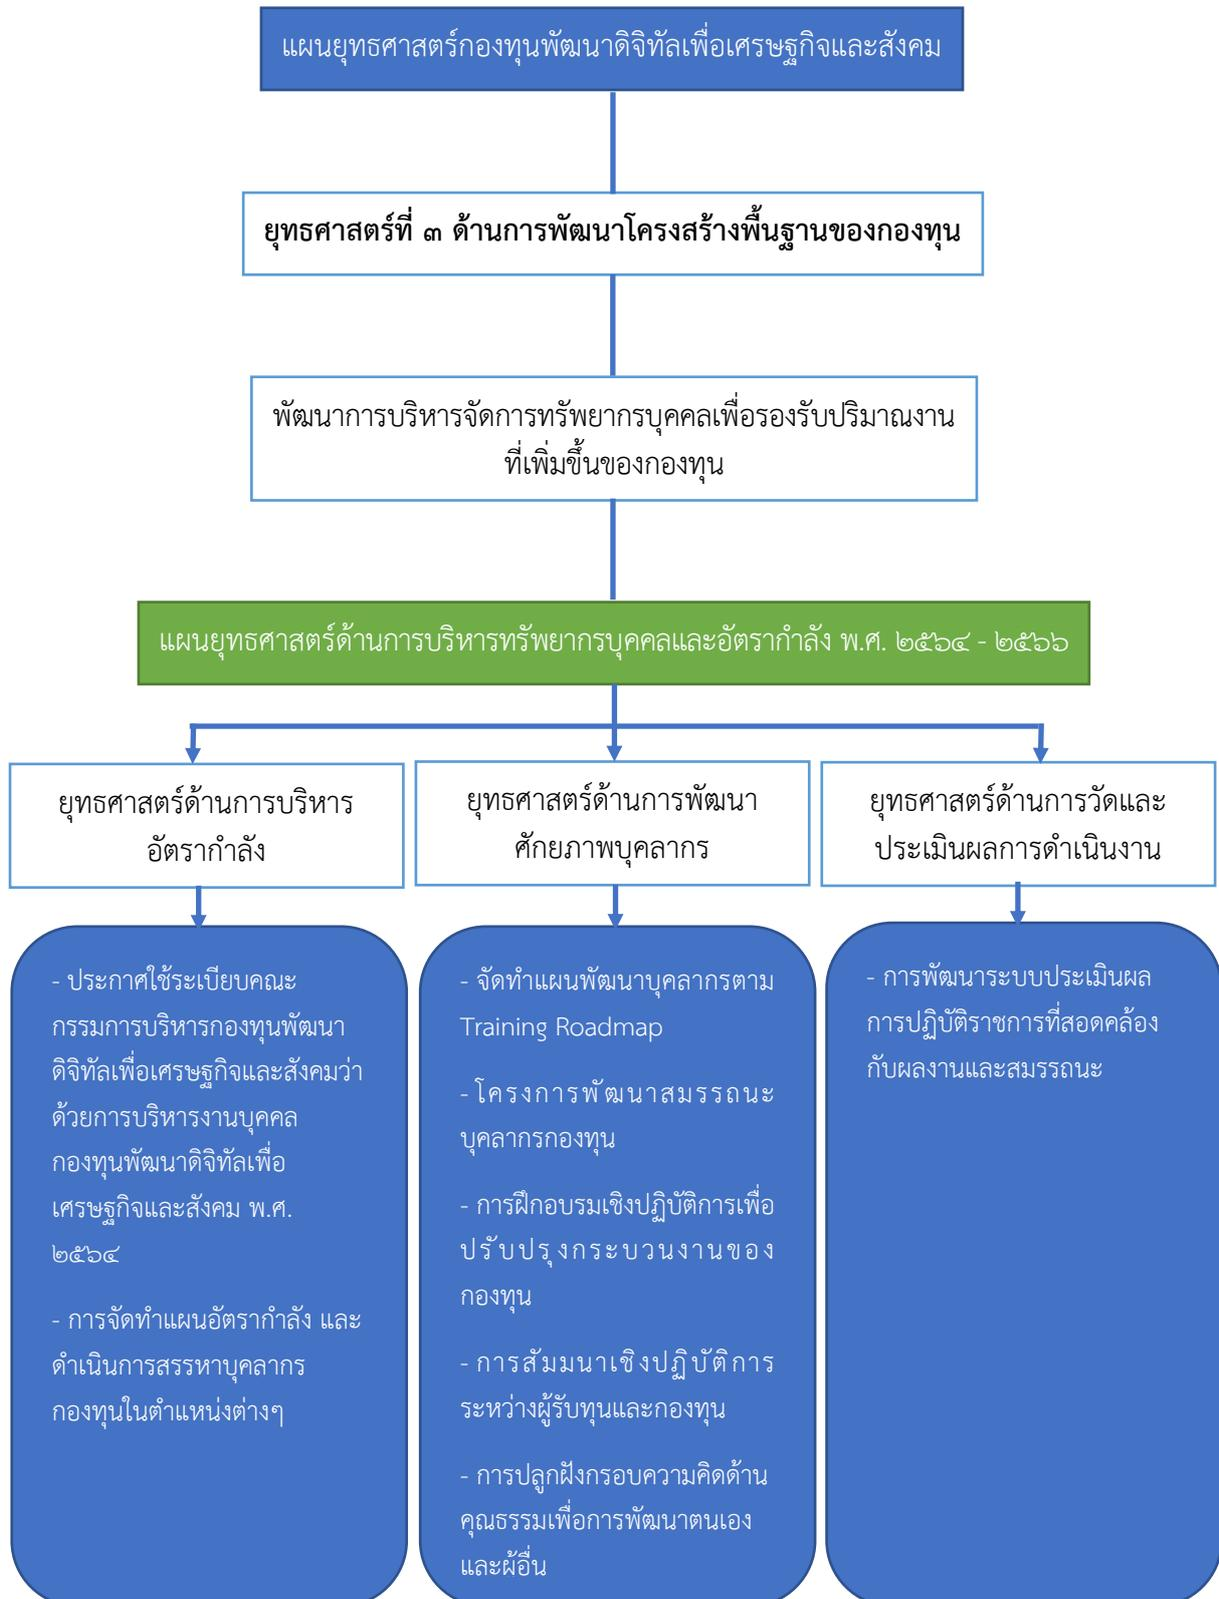 แผนยุทธศาสตร์กองทุนพัฒนาดิจิทัลเพื่อเศรษฐกิจและสังคม
ยุทธศาสตร์ที่ ๓ ด้านการพัฒนาโครงสร้างพื้นฐานของกองทุน
พัฒนาการบริหารจัดการทรัพยากรบุคคลเพื่อรองรับปริมาณงาน
ที่เพิ่มขึ้นของกองทุน
แผนยุทธศาสตร์ด้านการบริหารทรัพยากรบุคคลและอัตรากำลัง พ.ศ. ๒๕๖๔ - ๒๕๖๖
ยุทธศาสตร์ด้านการบริหาร
อัตรากำลัง
- ประกาศใช้ระเบียบคณะ
กรรมการบริหารกองทุนพัฒนา
ดิจิทัลเพื่อเศรษฐกิจและสังคมว่า
ด้วยการบริหารงานบุคคล
กองทุนพัฒนาดิจิทัลเพื่อ
เศรษฐกิจและสังคม พ.ศ.
๒๕๖๔
- การจัดทำแผนอัตรากำลัง และ
ดำเนินการสรรหาบุคลากร
กองทุนในตำแหน่งต่างๆ
ยุทธศาสตร์ด้านการพัฒนา
ศักยภาพบุคลากร
- จัดทำแผนพัฒนาบุคลากรตาม
Training Roadmap
- โครงการพัฒนาสมรรถนะ
บุคลากรกองทุน
- การฝึกอบรมเชิงปฏิบัติการเพื่อ
ปรับปรุงกระบวนงานของ
กองทุน
- การสัมมนาเชิงปฏิบัติการ
ระหว่างผู้รับทุนและกองทุน
- การปลูกฝังกรอบความคิดด้าน
คุณธรรมเพื่อการพัฒนาตนเอง
และผู้อื่น
ยุทธศาสตร์ด้านการวัดและ
ประเมินผลการดำเนินงาน
- การพัฒนาระบบประเมินผล
การปฏิบัติราชการที่สอดคล้อง
กับผลงานและสมรรถนะ